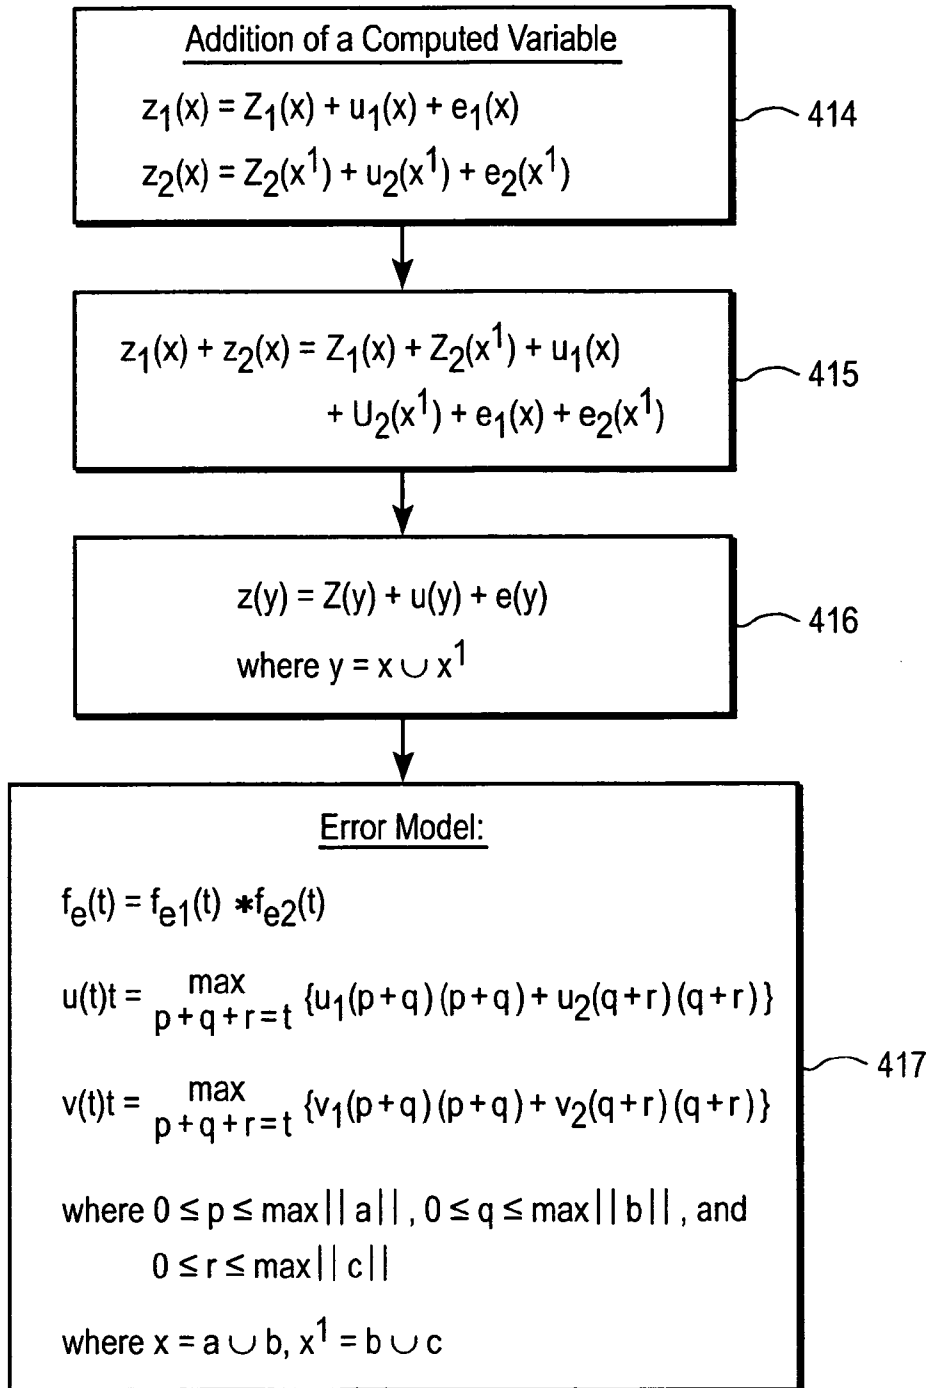 Addition of a Computed Variable
z₁(x) = Z₁(x) + u₁(x) + e₁(x)
z₂(x) = Z₂(x¹) + u₂(x¹) + e₂(x¹)
414
z₁(x) + z₂(x) = Z₁(x) + Z₂(x¹) + u₁(x)
+ U₂(x¹) + e₁(x) + e₂(x¹)
415
z(y) = Z(y) + u(y) + e(y)
where y = x ∪ x¹
416
Error Model:
fₑ(t) = fₑ₁(t) *fₑ₂(t)
u(t)t = max {u₁(p+q)(p+q) + u₂(q+r)(q+r)}
p+q+r=t
v(t)t = max {v₁(p+q)(p+q) + v₂(q+r)(q+r)}
p+q+r=t
where 0 ≤ p ≤ max||a||, 0 ≤ q ≤ max||b||, and
0 ≤ r ≤ max||c||
where x = a ∪ b, x¹ = b ∪ c
417